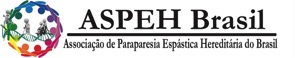 ASPEH Brasil
Associação de Paraparesia Espástica Hereditária do Brasil